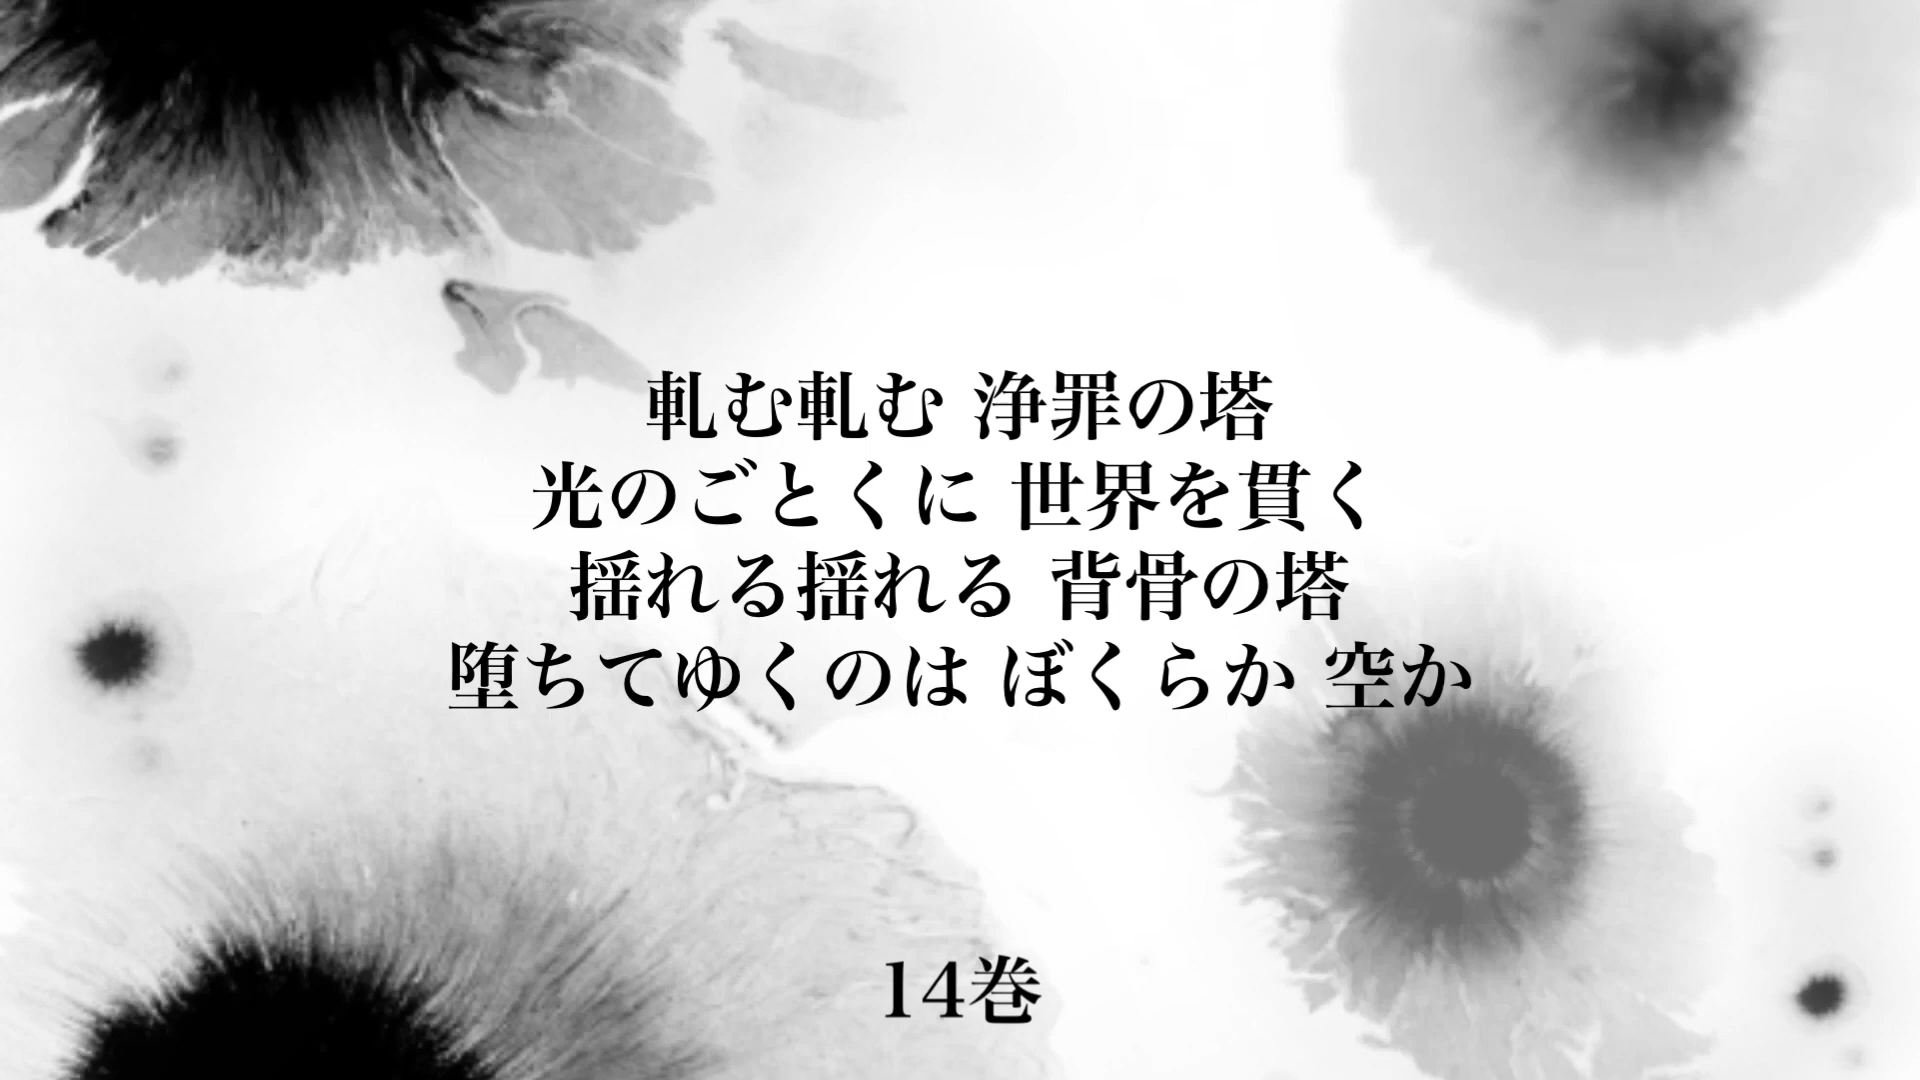 軋む軋む 浄罪の塔
光のごとくに 世界を貫く
揺れる揺れる 背骨の塔
堕ちてゆくのは ぼくらか 空か
14巻